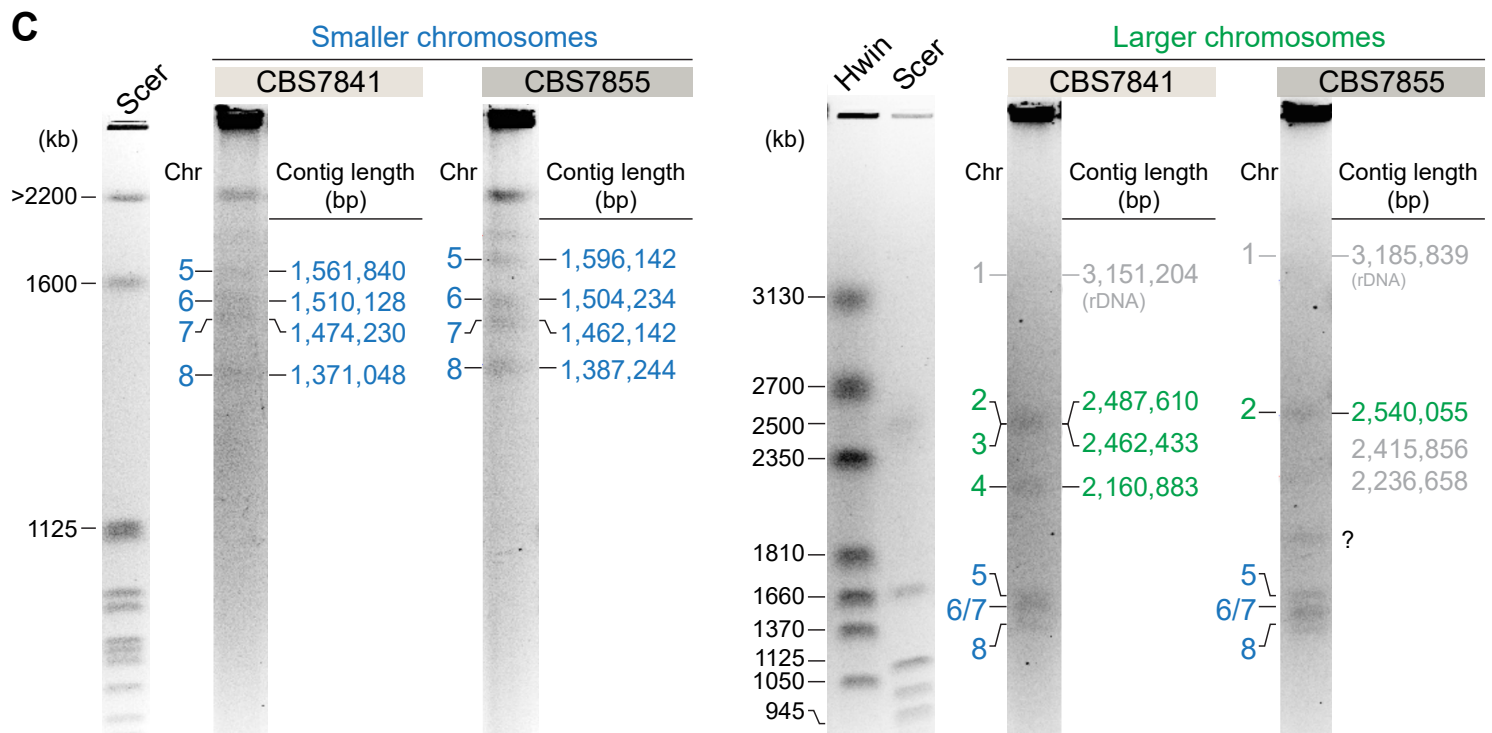 C
Smaller chromosomes
Larger chromosomes
Scer
CBS7841
CBS7855
Hwin
Scer
CBS7841
CBS7855
(kb)
Chr
Contig length
(bp)
Chr
Contig length
(bp)
>2200
1600
1125
5
1,561,840
6
1,510,128
7
1,474,230
8
1,371,048
5
1,596,142
6
1,504,234
7
1,462,142
8
1,387,244
(kb)
Chr
Contig length
(bp)
Chr
Contig length
(bp)
3130
2700
2500
2350
1810
1660
1370
1125
1050
945
1
3,151,204
(rDNA)
2
2,487,610
3
2,462,433
4
2,160,883
5
6/7
8
1
3,185,839
(rDNA)
2
2,540,055
2,415,856
2,236,658
?
5
6/7
8